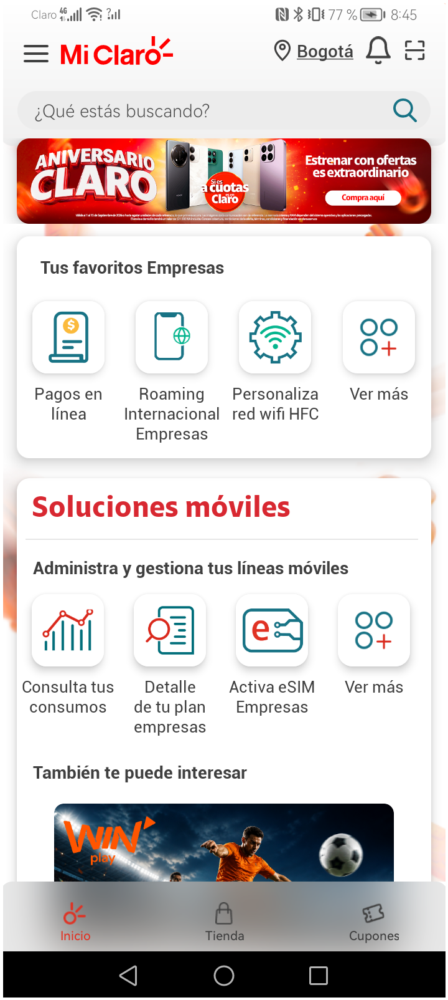 Claro 4G 77 % 8:45
Mi Claro
Bogotá
¿Qué estás buscando?
ANIVERSARIO
CLARO
Si es
a cuotas
es en
Claro
Estrenar con ofertas
es extraordinario
Compra aquí
Tus favoritos Empresas
Pagos en
línea
Roaming
Internacional
Empresas
Personaliza
red wifi HFC
Ver más
Soluciones móviles
Administra y gestiona tus líneas móviles
Consulta tus
consumos
Detalle
de tu plan
empresas
Activa eSIM
Empresas
Ver más
También te puede interesar
WIN
play
Inicio
Tienda
Cupones